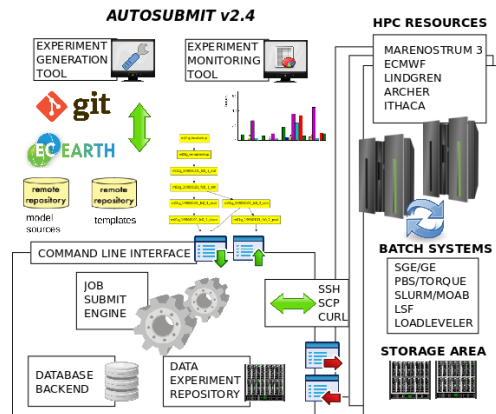 AUTOSUBMIT v2.4
HPC RESOURCES
EXPERIMENT
GENERATION
TOOL
EXPERIMENT
MONITORING
TOOL
MARENOSTRUM 3
ECMWF
LINDGREN
ARCHER
ITHACA
git
EC EARTH
remote
repository
model
sources
remote
repository
templates
BATCH SYSTEMS
SGE/GE
PBS/TORQUE
SLURM/MOAB
LSF
LOADLEVELER
COMMAND LINE INTERFACE
JOB
SUBMIT
ENGINE
SSH
SCP
CURL
STORAGE AREA
DATABASE
BACKEND
DATA
EXPERIMENT
REPOSITORY